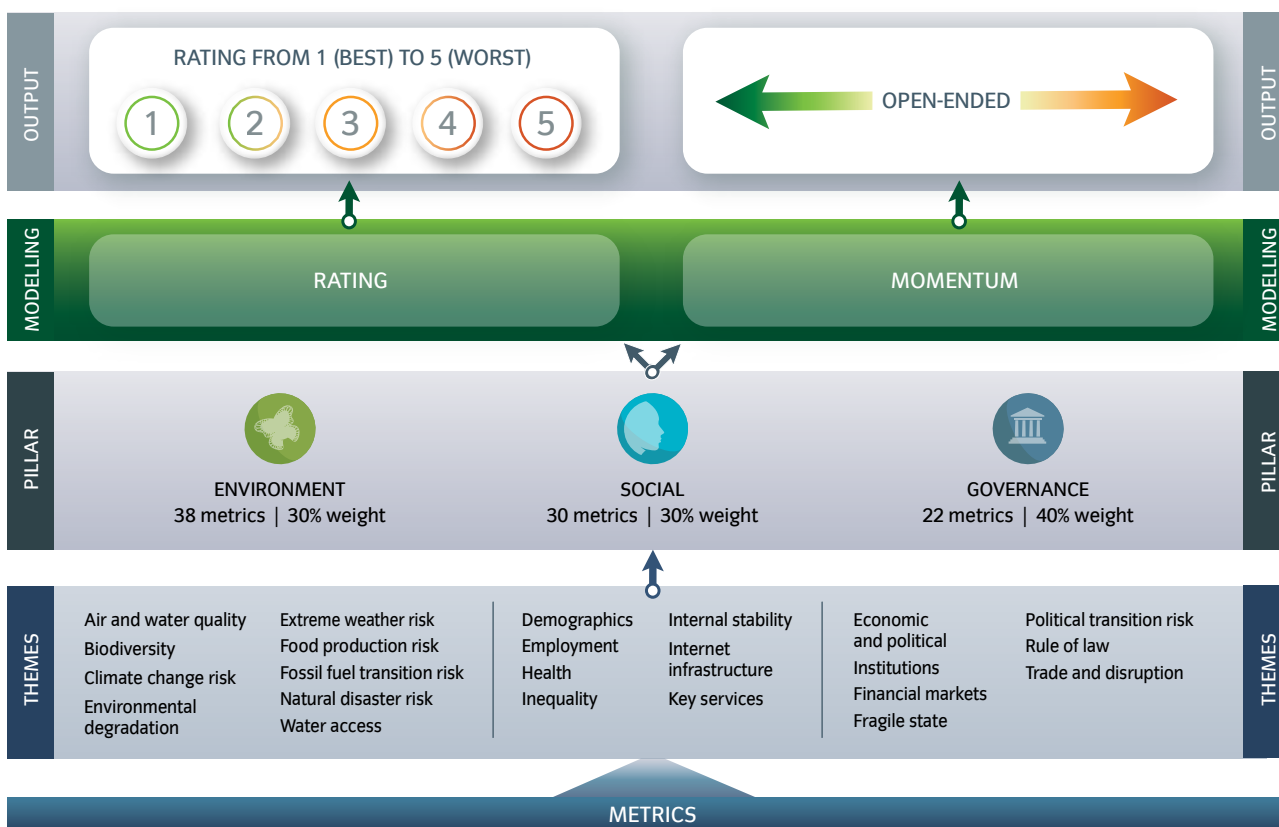 OUTPUT
RATING FROM 1 (BEST) TO 5 (WORST)
1 2 3 4 5
OPEN-ENDED
OUTPUT
MODELLING
RATING
MOMENTUM
MODELLING
PILLAR
ENVIRONMENT
38 metrics | 30% weight
SOCIAL
30 metrics | 30% weight
GOVERNANCE
22 metrics | 40% weight
PILLAR
THEMES
Air and water quality
Biodiversity
Climate change risk
Environmental
degradation
Extreme weather risk
Food production risk
Fossil fuel transition risk
Natural disaster risk
Water access
Demographics
Employment
Health
Inequality
Internal stability
Internet
infrastructure
Key services
Economic
and political
Institutions
Financial markets
Fragile state
Political transition risk
Rule of law
Trade and disruption
THEMES
METRICS